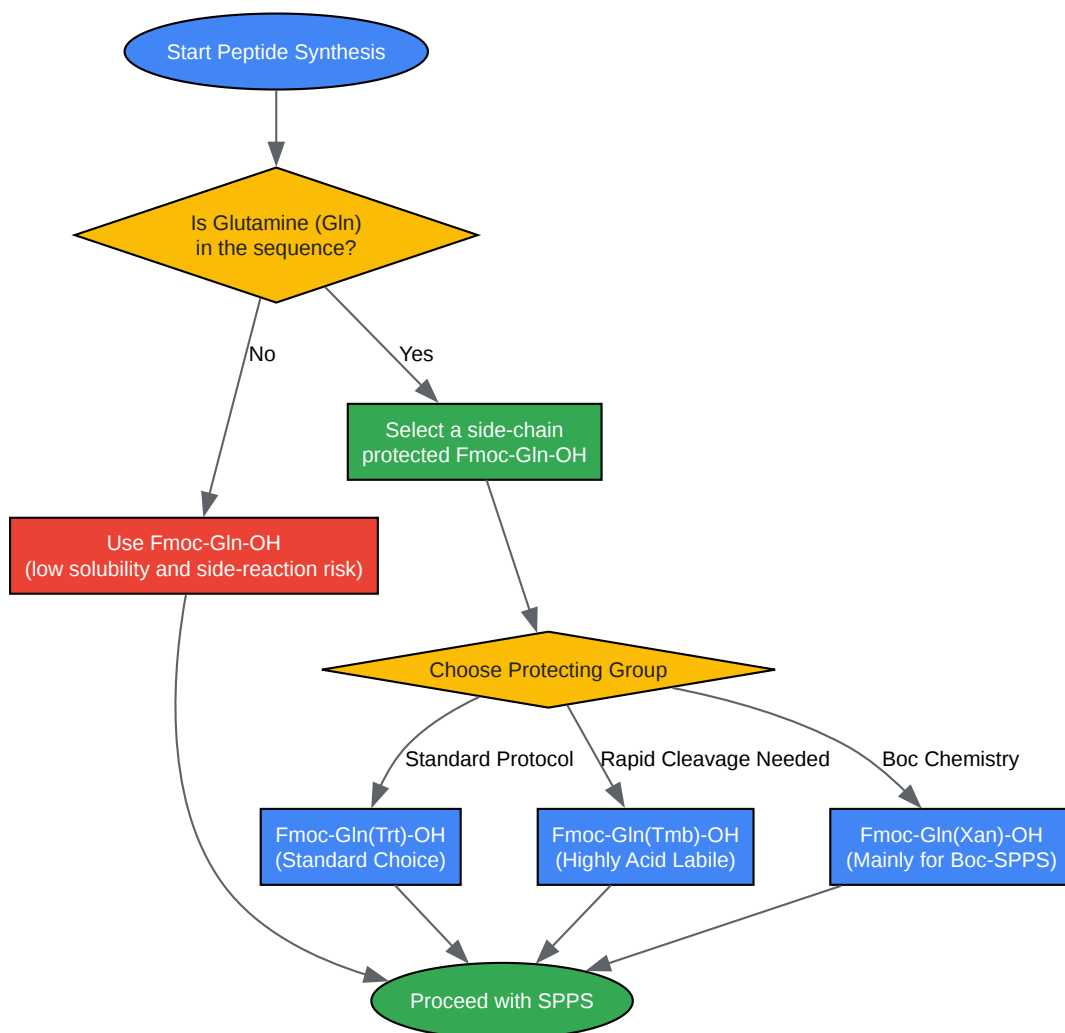 Start Peptide Synthesis
Is Glutamine (Gln)
in the sequence?
No
Yes
Select a side-chain
protected Fmoc-Gln-OH
Use Fmoc-Gln-OH
(low solubility and side-reaction risk)
Choose Protecting Group
Standard Protocol
Rapid Cleavage Needed
Boc Chemistry
Fmoc-Gln(Trt)-OH
(Standard Choice)
Fmoc-Gln(Tmb)-OH
(Highly Acid Labile)
Fmoc-Gln(Xan)-OH
(Mainly for Boc-SPPS)
Proceed with SPPS